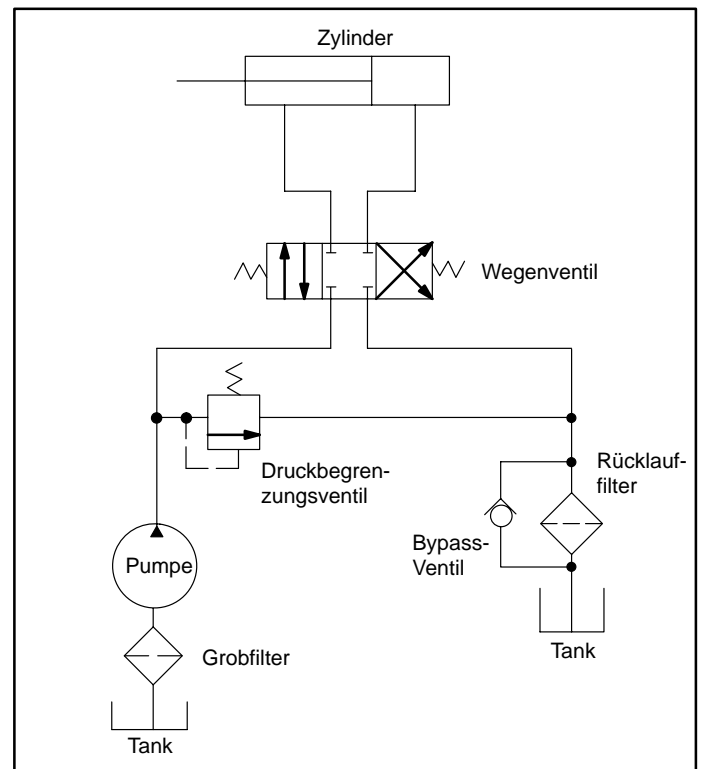 Zylinder
Wegenventil
Druckbegren-
zungsventil
Rücklauf-
filter
Bypass-
Ventil
Pumpe
Tank
Grobfilter
Tank